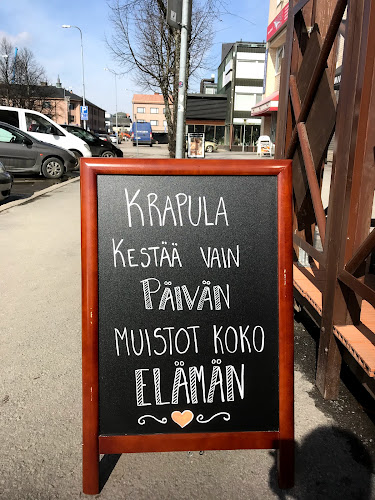 KRAPULA
KESTÄÄ VAIN
PÄIVÄN
MUISTOT KOKO
ELÄMÄN